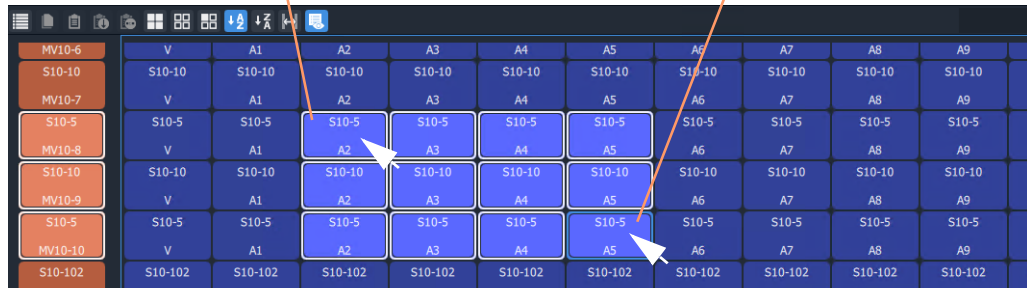 MV10-6 V A1 A2 A3 A4 A5 A6 A7 A8 A9
S10-10 S10-10 S10-10 S10-10 S10-10 S10-10 S10-10 S10-10 S10-10 S10-10 S10-10
MV10-7 V A1 A2 A3 A4 A5 A6 A7 A8 A9
S10-5 S10-5 S10-5 S10-5 S10-5 S10-5 S10-5 S10-5 S10-5 S10-5 S10-5
MV10-8 V A1 A2 A3 A4 A5 A6 A7 A8 A9
S10-10 S10-10 S10-10 S10-10 S10-10 S10-10 S10-10 S10-10 S10-10 S10-10 S10-10
MV10-9 V A1 A2 A3 A4 A5 A6 A7 A8 A9
S10-5 S10-5 S10-5 S10-5 S10-5 S10-5 S10-5 S10-5 S10-5 S10-5 S10-5
MV10-10 V A1 A2 A3 A4 A5 A6 A7 A8 A9
S10-102 S10-102 S10-102 S10-102 S10-102 S10-102 S10-102 S10-102 S10-102 S10-102 S10-102